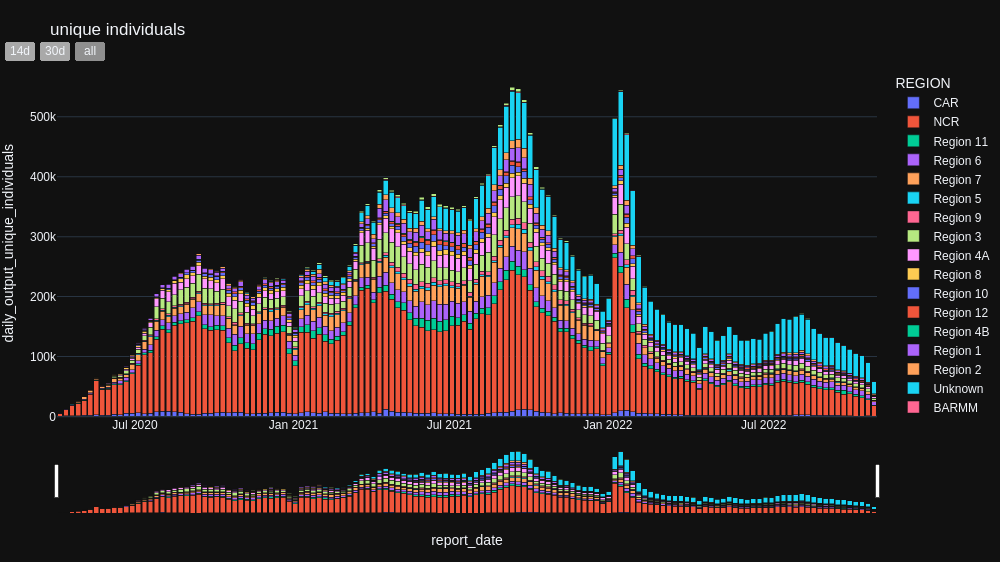 unique individuals
14d 30d all
REGION
CAR
NCR
Region 11
Region 6
Region 7
Region 5
Region 9
Region 3
Region 4A
Region 8
Region 10
Region 12
Region 4B
Region 1
Region 2
Unknown
BARMM
daily_output_unique_individuals
500k
400k
300k
200k
100k
0
Jul 2020 Jan 2021 Jul 2021 Jan 2022 Jul 2022
report_date